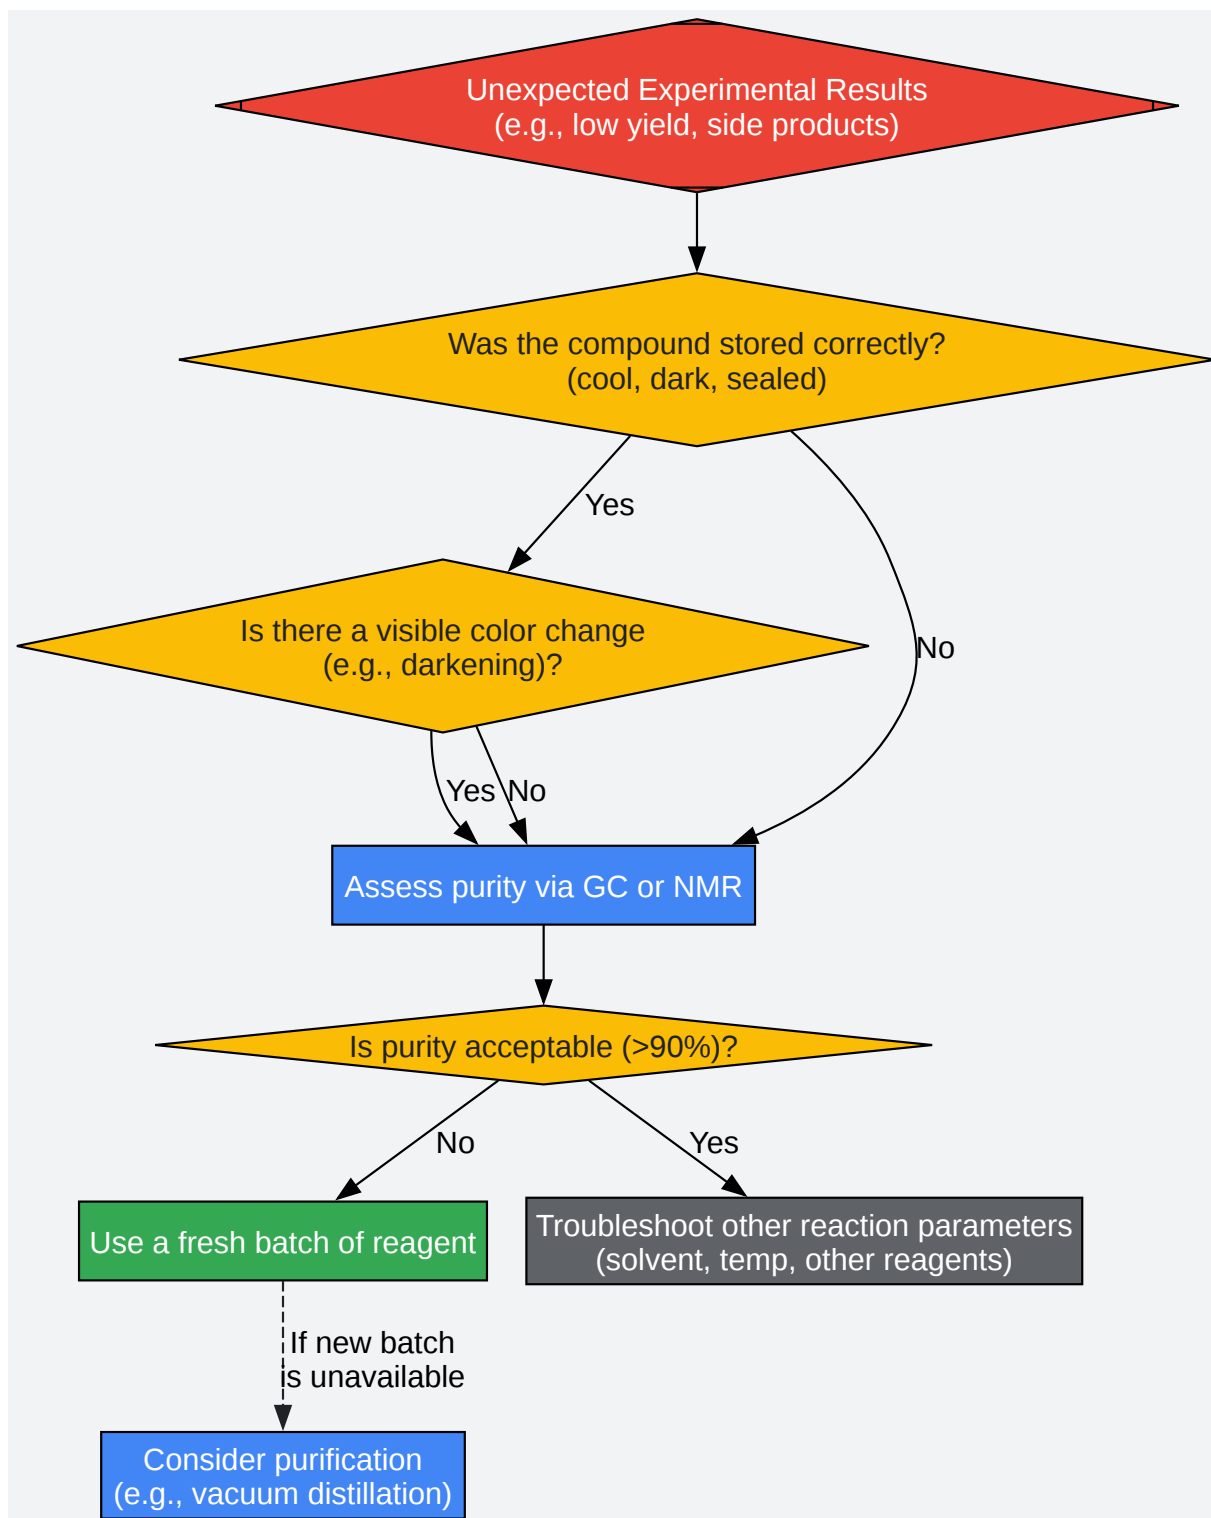 Unexpected Experimental Results
(e.g., low yield, side products)
Was the compound stored correctly?
(cool, dark, sealed)
Yes
No
Is there a visible color change
(e.g., darkening)?
Yes
No
Assess purity via GC or NMR
Is purity acceptable (>90%)?
No
Yes
Use a fresh batch of reagent
Troubleshoot other reaction parameters
(solvent, temp, other reagents)
If new batch
is unavailable
Consider purification
(e.g., vacuum distillation)